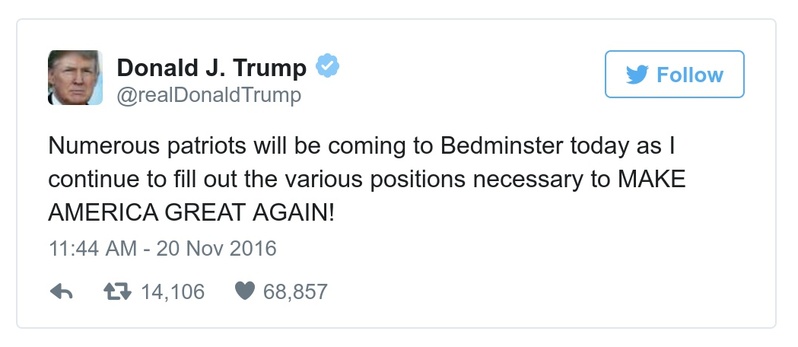 Donald J. Trump
@realDonaldTrump
Follow
Numerous patriots will be coming to Bedminster today as I
continue to fill out the various positions necessary to MAKE
AMERICA GREAT AGAIN!
11:44 AM - 20 Nov 2016
14,106 68,857